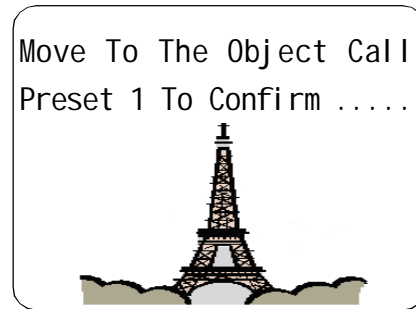 Move To The Object Call
Preset 1 To Confirm .....